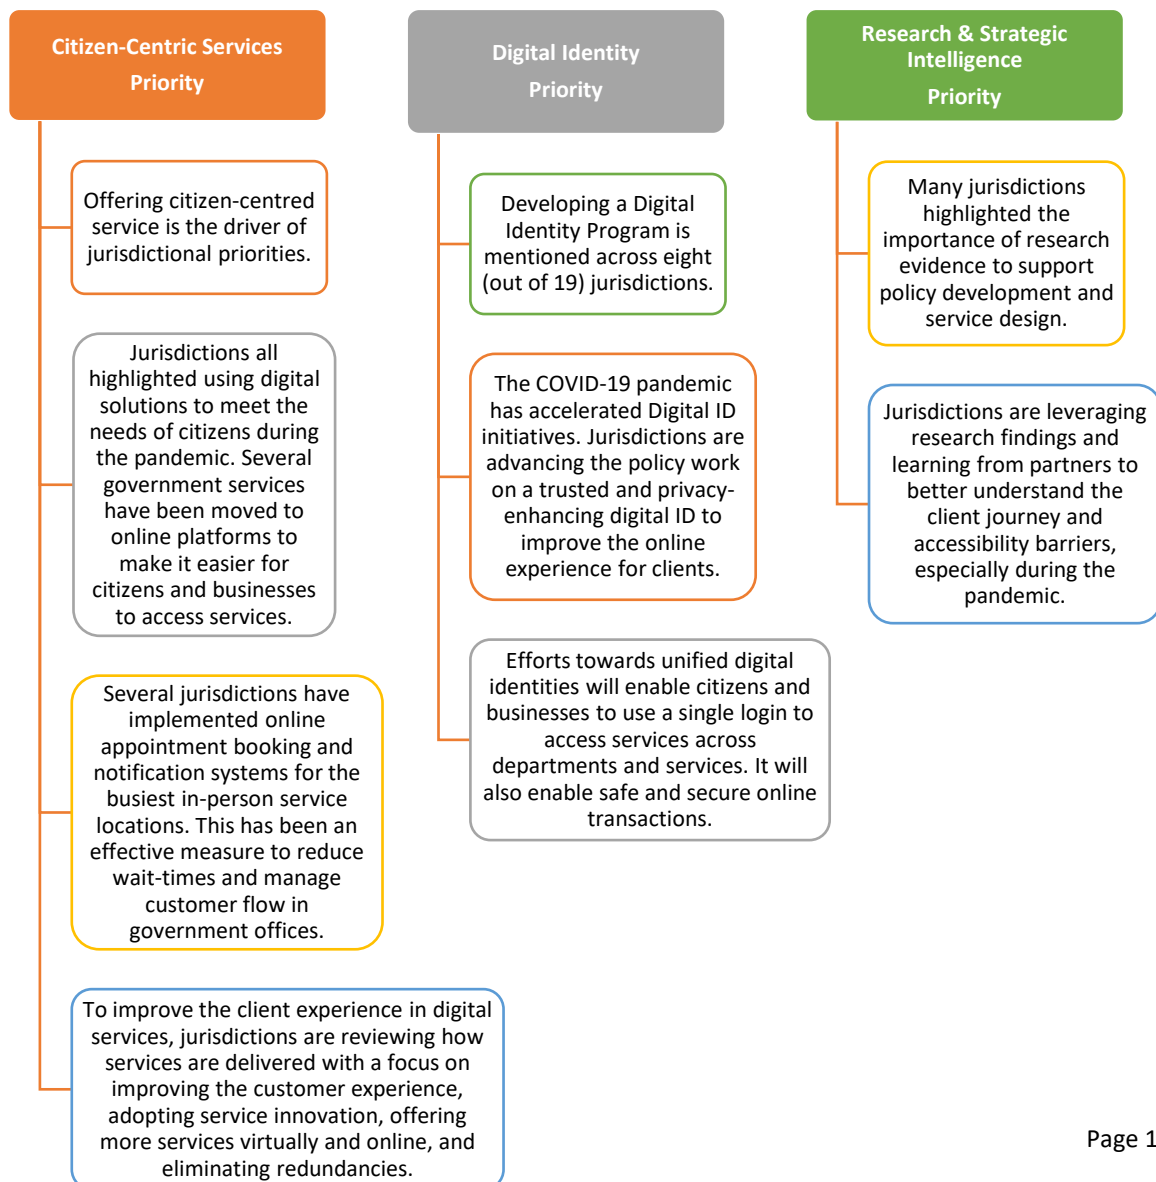 Citizen-Centric Services
Priority
Offering citizen-centred
service is the driver of
jurisdictional priorities.
Jurisdictions all
highlighted using digital
solutions to meet the
needs of citizens during
the pandemic. Several
government services
have been moved to
online platforms to
make it easier for
citizens and businesses
to access services.
Several jurisdictions have
implemented online
appointment booking and
notification systems for the
busiest in-person service
locations. This has been an
effective measure to reduce
wait-times and manage
customer flow in
government offices.
To improve the client experience in digital
services, jurisdictions are reviewing how
services are delivered with a focus on
improving the customer experience,
adopting service innovation, offering
more services virtually and online, and
eliminating redundancies.
Digital Identity
Priority
Developing a Digital
Identity Program is
mentioned across eight
(out of 19) jurisdictions.
The COVID-19 pandemic
has accelerated Digital ID
initiatives. Jurisdictions are
advancing the policy work
on a trusted and privacy-
enhancing digital ID to
improve the online
experience for clients.
Efforts towards unified digital
identities will enable citizens and
businesses to use a single login to
access services across
departments and services. It will
also enable safe and secure online
transactions.
Research & Strategic
Intelligence
Priority
Many jurisdictions
highlighted the
importance of research
evidence to support
policy development and
service design.
Jurisdictions are leveraging
research findings and
learning from partners to
better understand the
client journey and
accessibility barriers,
especially during the
pandemic.
Page 1